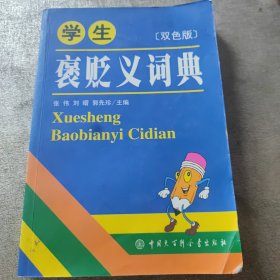 学生
〔双色版〕
褒贬义词典
张伟 刘曙 郭先珍/主编
Xuesheng
Baobianyi Cidian
中国大百科全书出版社